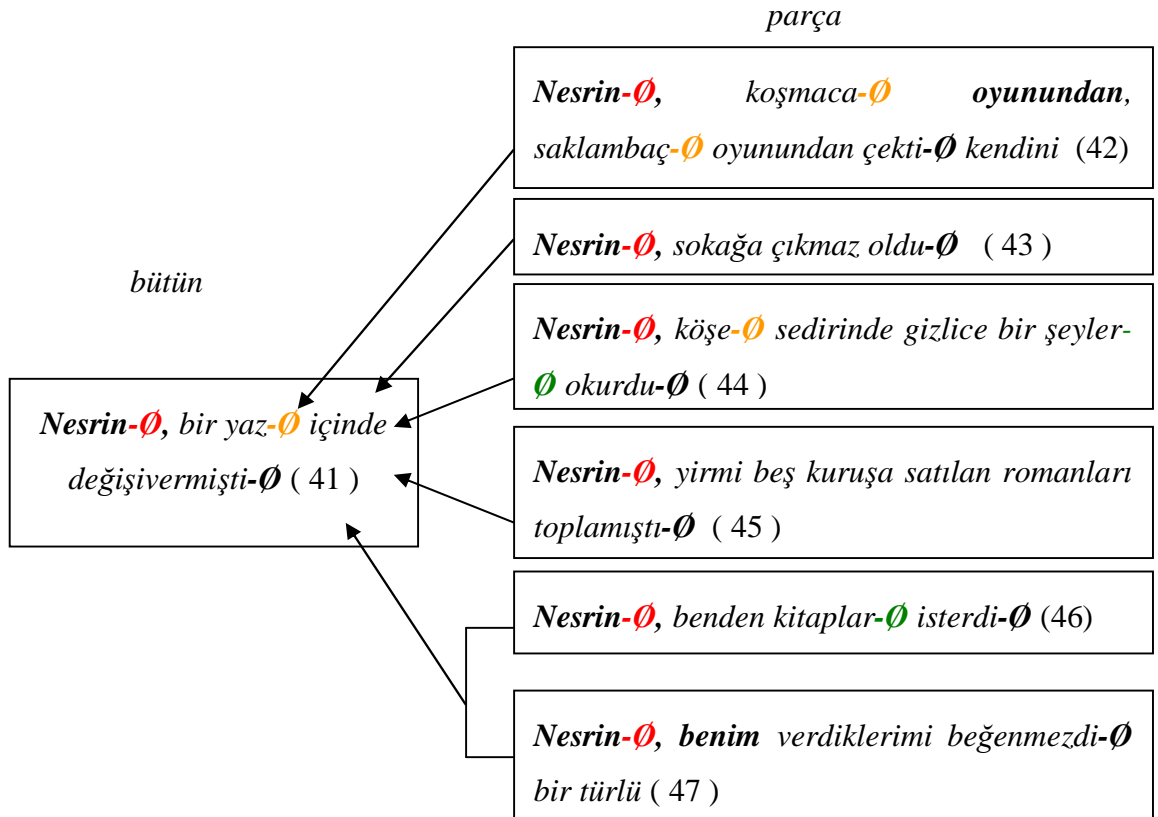 parça
Nesrin-Ø, koşmaca-Ø oyunundan,
saklambaç-Ø oyunundan çekti-Ø kendini (42)
Nesrin-Ø, sokağa çıkmaz oldu-Ø ( 43 )
bütün
Nesrin-Ø, köşe-Ø sedirinde gizlice bir şeyler-
Ø okurdu-Ø ( 44 )
Nesrin-Ø, bir yaz-Ø içinde
değişivermişti-Ø ( 41 )
Nesrin-Ø, yirmi beş kuruşa satılan romanları
toplamıştı-Ø ( 45 )
Nesrin-Ø, benden kitaplar-Ø isterdi-Ø (46)
Nesrin-Ø, benim verdiklerimi beğenmezdi-Ø
bir türlü ( 47 )